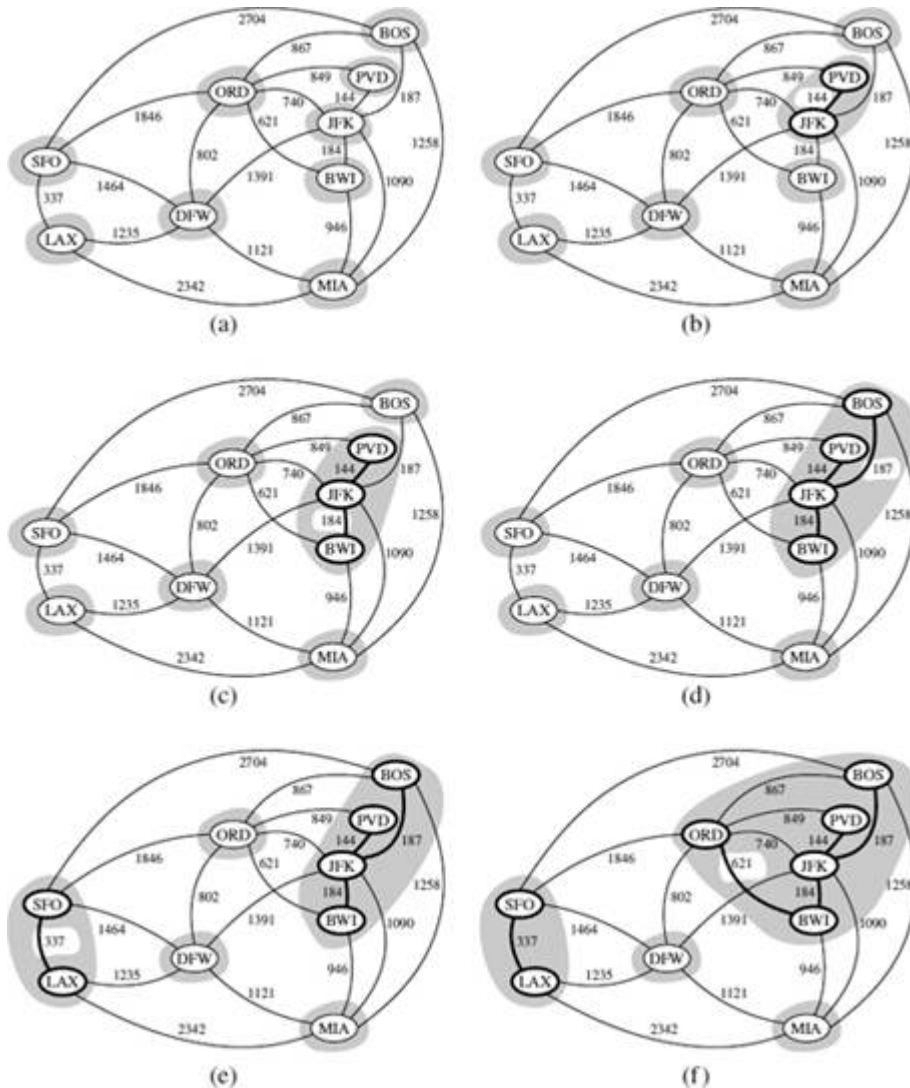 2704
BOS
867
849 PVD
ORD 144 187
740
1846 JFK
621
SFO 184 1258
802 BWI
1464 1391 1090
337
DFW
LAX 1235 946
1121
2342 MIA
(a)
2704
BOS
867
849 PVD
ORD 144 187
740
1846 JFK
621
SFO 184 1258
802 BWI
1464 1391 1090
337
DFW
LAX 1235 946
1121
2342 MIA
(b)
2704
BOS
867
849 PVD
ORD 144 187
740
1846 JFK
621
SFO 184 1258
802 BWI
1464 1391 1090
337
DFW
LAX 1235 946
1121
2342 MIA
(c)
2704
BOS
867
849 PVD
ORD 144 187
740
1846 JFK
621
SFO 184 1258
802 BWI
1464 1391 1090
337
DFW
LAX 1235 946
1121
2342 MIA
(d)
2704
BOS
867
849 PVD
ORD 144 187
740
1846 JFK
621
SFO 184 1258
802 BWI
1464 1391 1090
337
DFW
LAX 1235 946
1121
2342 MIA
(e)
2704
BOS
867
849 PVD
ORD 144 187
740
1846 JFK
621
SFO 184 1258
802 BWI
1464 1391 1090
337
DFW
LAX 1235 946
1121
2342 MIA
(f)